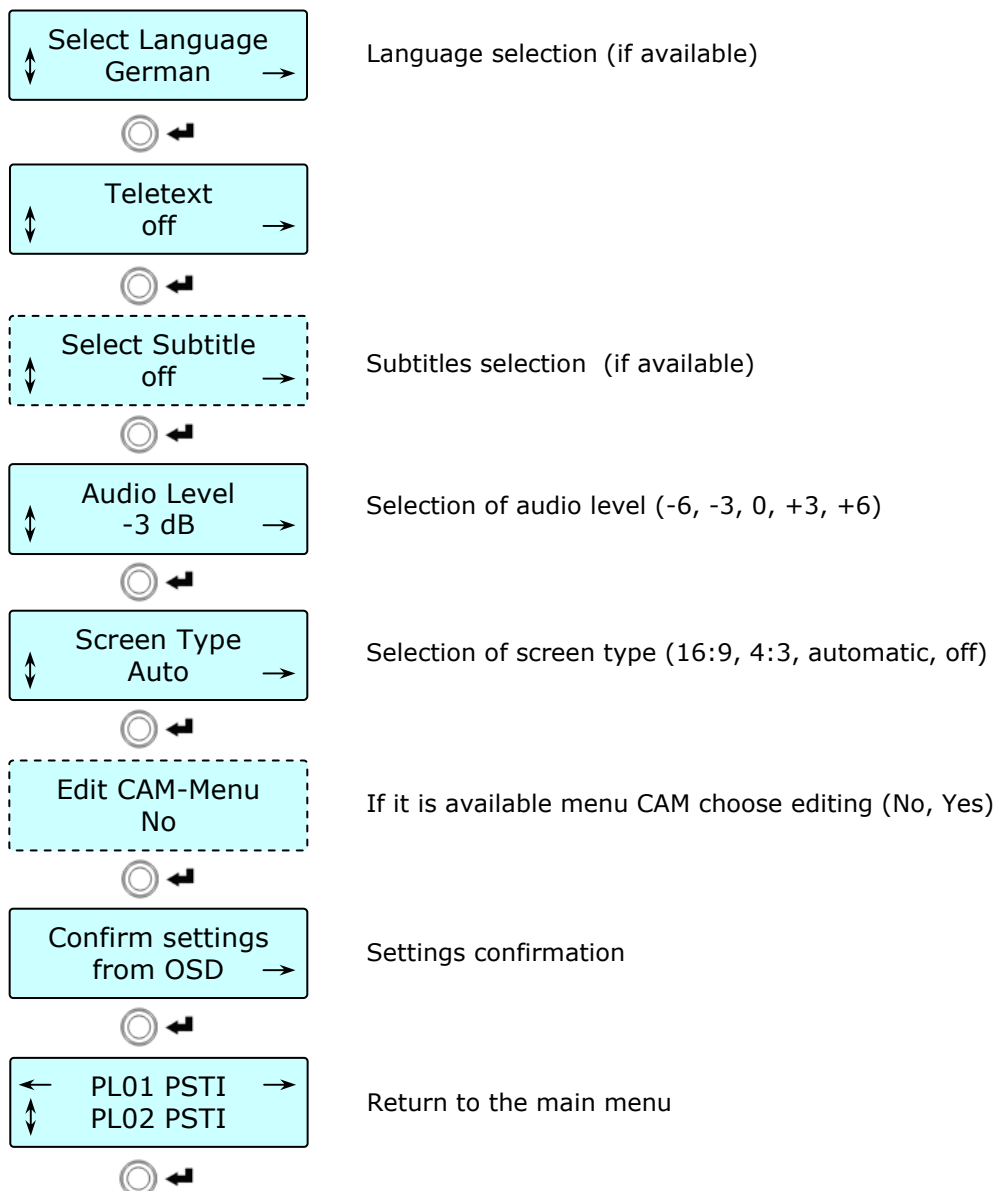 Select Language
German
Language selection (if available)
Teletext
off
Select Subtitle
off
Subtitles selection  (if available)
Audio Level
-3 dB
Selection of audio level (-6, -3, 0, +3, +6)
Screen Type
Auto
Selection of screen type (16:9, 4:3, automatic, off)
Edit CAM-Menu
No
If it is available menu CAM choose editing (No, Yes)
Confirm settings
from OSD
Settings confirmation
PL01 PSTI
PL02 PSTI
Return to the main menu